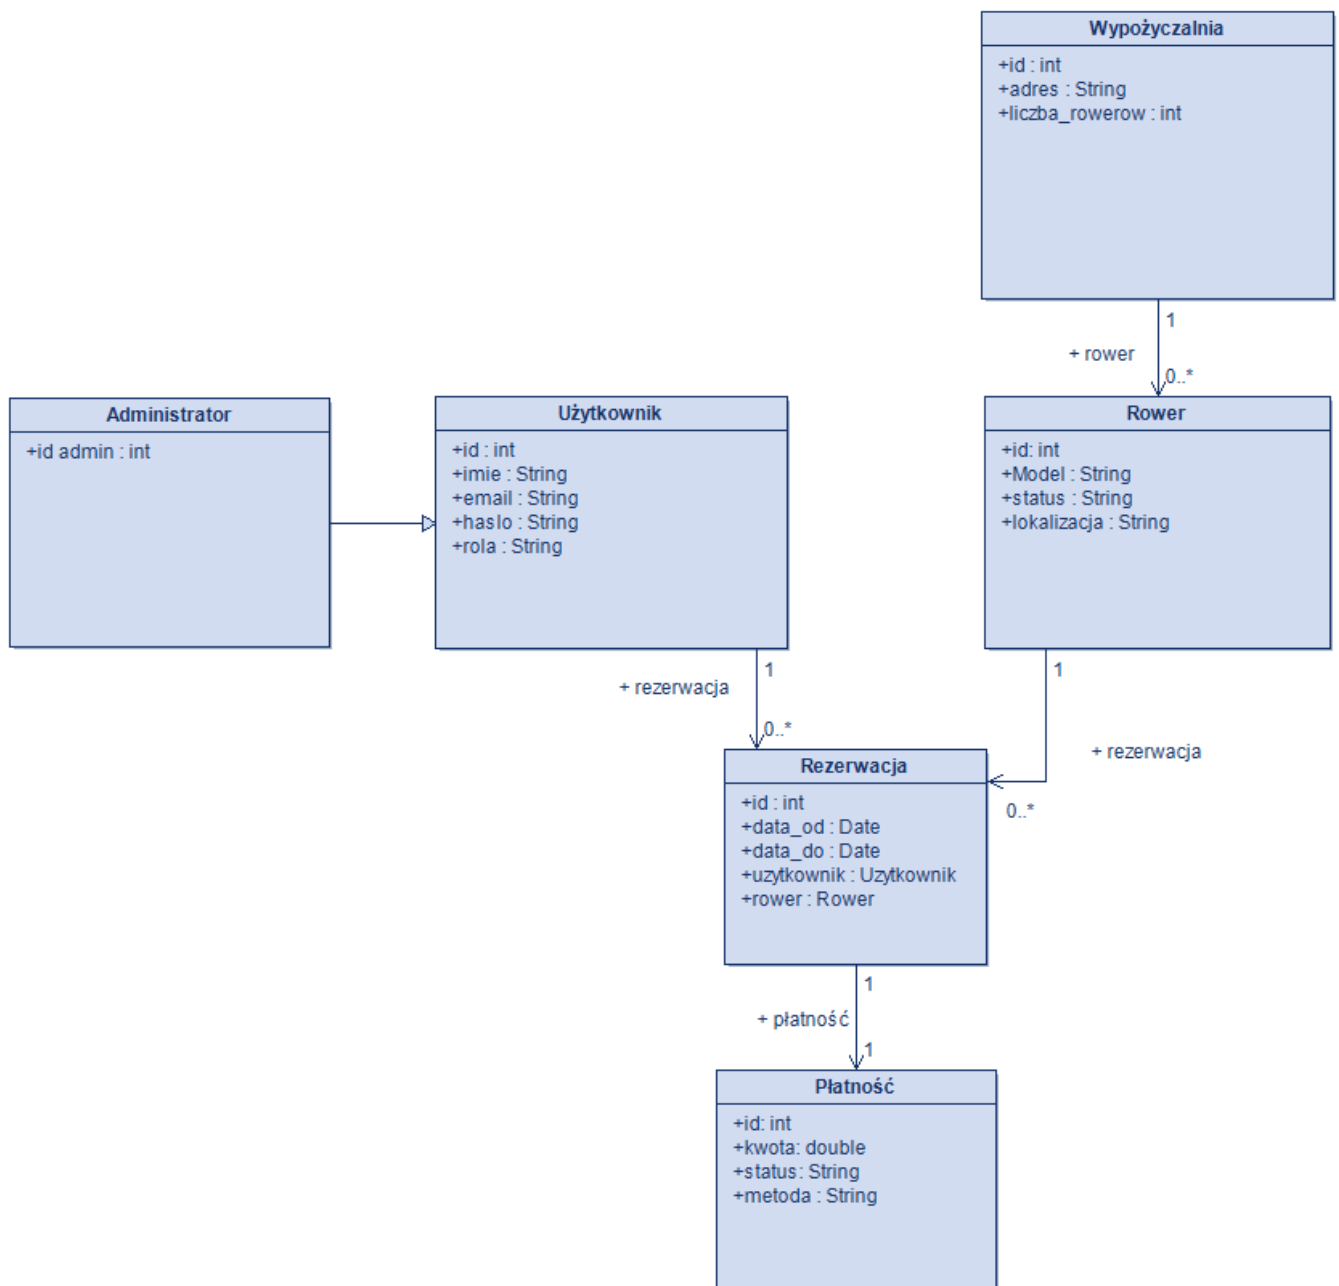 Wypożyczalnia
+id : int
+adres : String
+liczba_rowerow : int
1
+ rower
0..*
Administrator
+id admin : int
Użytkownik
+id : int
+imie : String
+email : String
+haslo : String
+rola : String
Rower
+id: int
+Model : String
+status : String
+lokalizacja : String
1
+ rezerwacja
0..*
1
+ rezerwacja
0..*
Rezerwacja
+id : int
+data_od : Date
+data_do : Date
+uzytkownik : Uzytkownik
+rower : Rower
1
+ płatność
1
Płatność
+id: int
+kwota: double
+status: String
+metoda : String